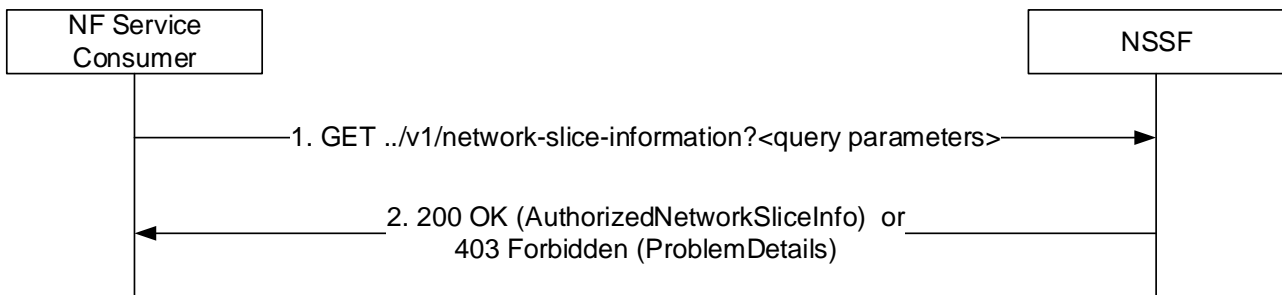 NF Service
Consumer
NSSF
1. GET ../v1/network-slice-information?<query parameters>
2. 200 OK (AuthorizedNetworkSliceInfo) or
403 Forbidden (ProblemDetails)